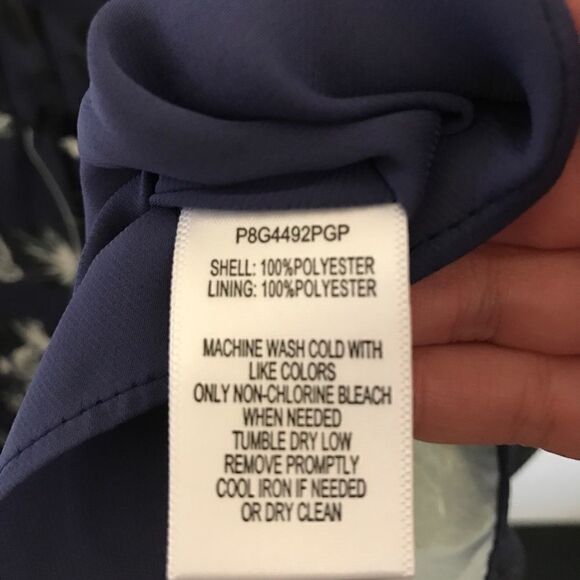 P8G4492PGP
SHELL: 100%POLYESTER
LINING: 100%POLYESTER
MACHINE WASH COLD WITH
LIKE COLORS
ONLY NON-CHLORINE BLEACH
WHEN NEEDED
TUMBLE DRY LOW
REMOVE PROMPTLY
COOL IRON IF NEEDED
OR DRY CLEAN